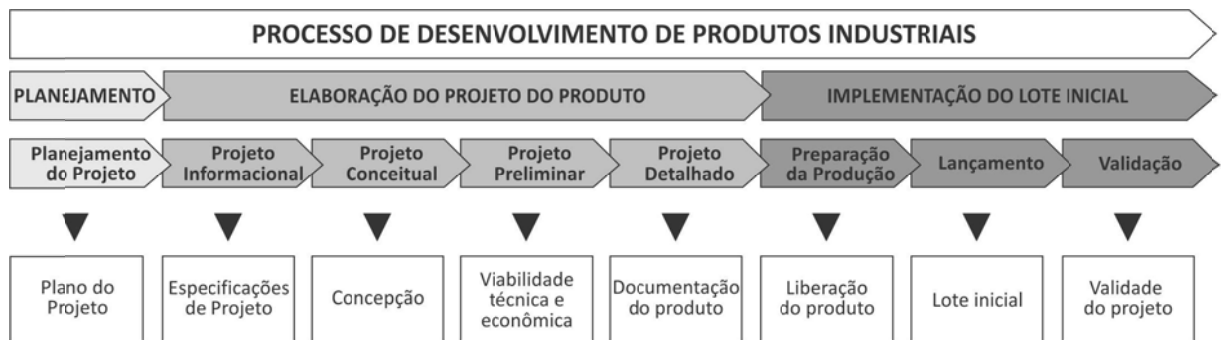 PROCESSO DE DESENVOLVIMENTO DE PRODUTOS INDUSTRIAIS
PLANEJAMENTO
ELABORAÇÃO DO PROJETO DO PRODUTO
IMPLEMENTAÇÃO DO LOTE INICIAL
Planejamento
do Projeto
Projeto
Informacional
Projeto
Conceitual
Projeto
Preliminar
Projeto
Detalhado
Preparação
da Produção
Lançamento
Validação
Plano do
Projeto
Especificações
de Projeto
Concepção
Viabilidade
técnica e
econômica
Documentação
do produto
Liberação
do produto
Lote inicial
Validade
do projeto